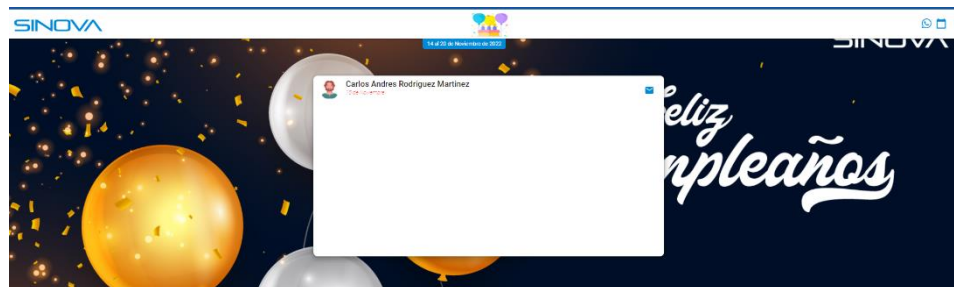 SINOVA
14 al 20 de Noviembre de 2022
SINOVA
Carlos Andres Rodriguez Martinez
eliz
mpleaños